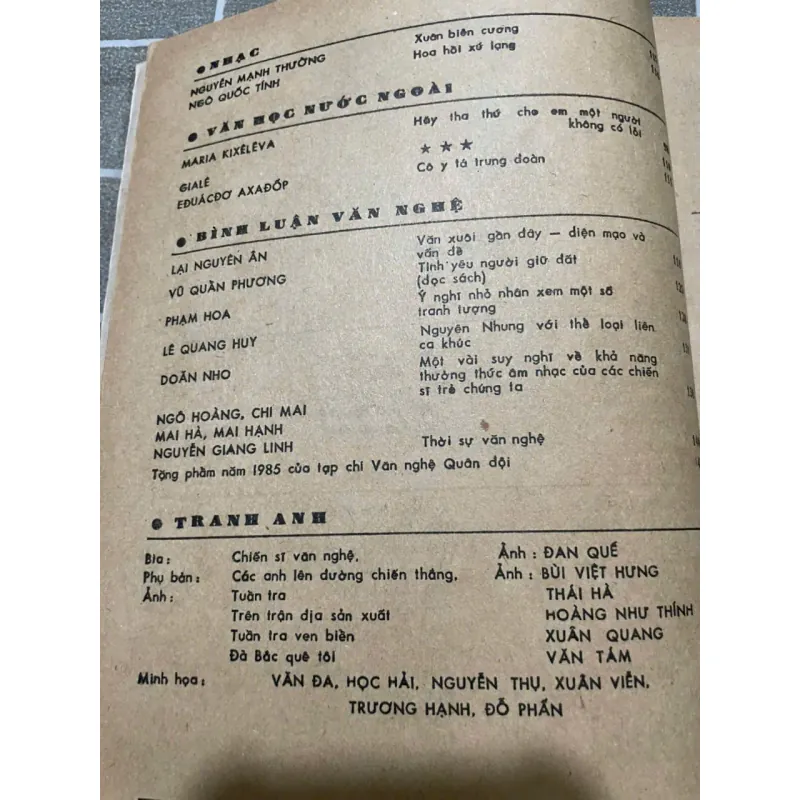 ● NHẠC
NGUYỄN MẠNH THƯỜNG Xuân biên cương
NGÔ QUỐC TÍNH Hoa hồi xứ lạng
● VĂN HỌC NƯỚC NGOÀI
MARIA KIXÊLÊVA Hãy tha thứ cho em một người
không có lỗi
GIALÊ ★ ★ ★
EĐUÁCĐƠ AXAĐỐP Cô y tá trung đoàn
● BÌNH LUẬN VĂN NGHỆ
LẠI NGUYÊN ÂN Văn xuôi gần đây — diện mạo và
vấn đề
VŨ QUẦN PHƯƠNG Tình yêu người giữ đất
(đọc sách)
PHẠM HOA Ý nghĩ nhỏ nhân xem một số
tranh tượng
LÊ QUANG HUY Nguyên Nhung với thể loại liên
ca khúc
DOÃN NHO Một vài suy nghĩ về khả năng
thưởng thức âm nhạc của các chiến
sĩ trẻ chúng ta
NGÔ HOÀNG, CHI MAI
MAI HÀ, MAI HẠNH
NGUYỄN GIANG LINH Thời sự văn nghệ
Tặng phẩm năm 1985 của tạp chí Văn nghệ Quân đội
● TRANH ANH
Bìa: Chiến sĩ văn nghệ, Ảnh: ĐAN QUẾ
Phụ bản: Các anh lên đường chiến thắng, Ảnh: BÙI VIỆT HƯNG
Ảnh: Tuần tra THÁI HÀ
Trên trận địa sản xuất HOÀNG NHƯ THÍNH
Tuần tra ven biển XUÂN QUANG
Đà Bắc quê tôi VĂN TÁM
Minh họa: VĂN ĐA, HỌC HẢI, NGUYỄN THỤ, XUÂN VIÊN,
TRƯƠNG HẠNH, ĐỖ PHẤN